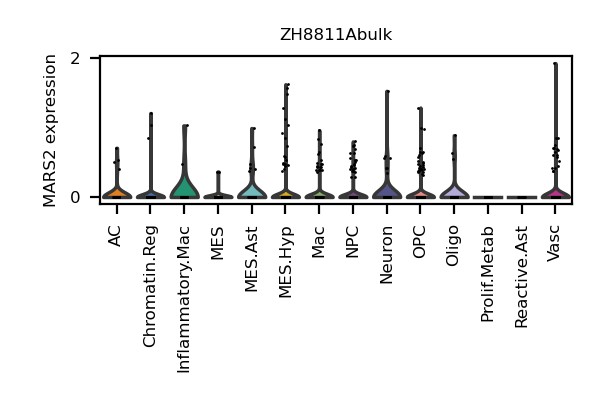 ZH8811Abulk
MARS2 expression
2
0
AC
Chromatin.Reg
Inflammatory.Mac
MES
MES.Ast
MES.Hyp
Mac
NPC
Neuron
OPC
Oligo
Prolif.Metab
Reactive.Ast
Vasc